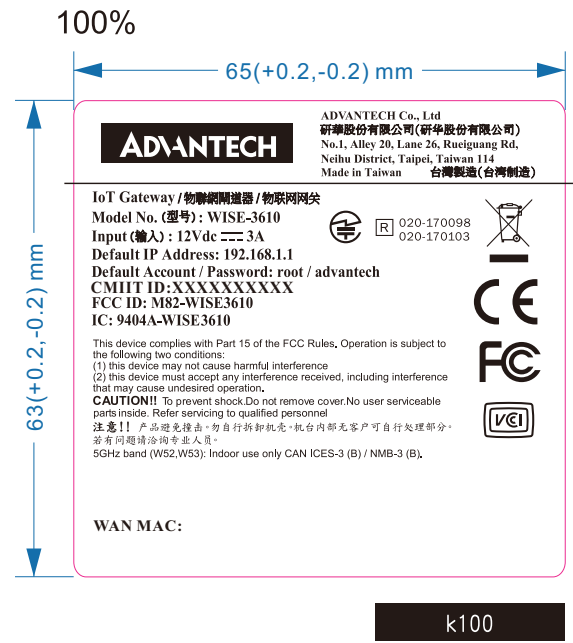 100%
65(+0.2,-0.2) mm
63(+0.2,-0.2) mm
ADVANTECH
ADVANTECH Co., Ltd
研華股份有限公司(研华股份有限公司)
No.1, Alley 20, Lane 26, Rueiguang Rd,
Neihu District, Taipei, Taiwan 114
Made in Taiwan 台灣製造(台湾制造)
IoT Gateway / 物聯網閘道器 / 物联网网关
Model No. (型号) : WISE-3610
Input (输入) : 12Vdc ⎓ 3A
Default IP Address: 192.168.1.1
Default Account / Password: root / advantech
CMIIT ID:XXXXXXXXXX
FCC ID: M82-WISE3610
IC: 9404A-WISE3610
R 020-170098
020-170103
CE
FC
VCI
This device complies with Part 15 of the FCC Rules. Operation is subject to
the following two conditions:
(1) this device may not cause harmful interference
(2) this device must accept any interference received, including interference
that may cause undesired operation.
CAUTION!! To prevent shock.Do not remove cover.No user serviceable
parts inside. Refer servicing to qualified personnel
注意!! 产品避免撞击。勿自行拆卸机壳。机台内部无客户可自行处理部分。
若有问题请洽询专业人员。
5GHz band (W52,W53): Indoor use only CAN ICES-3 (B) / NMB-3 (B).
WAN MAC:
k100